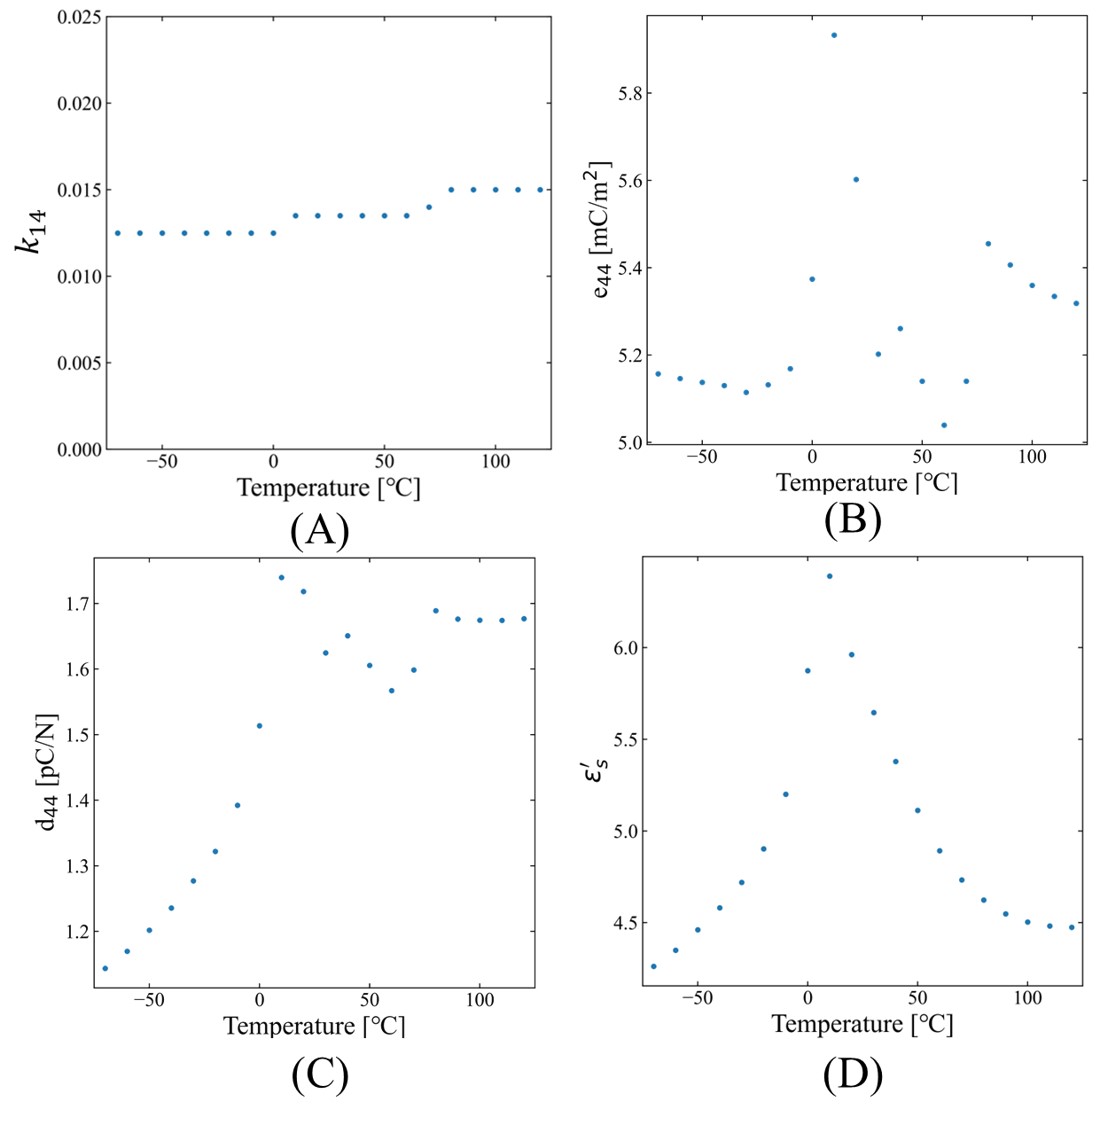 0.025
0.020
0.015
0.010
0.005
0.000
k14
−50 0 50 100
Temperature [°C]
(A)
5.8
5.6
5.4
5.2
5.0
e44 [mC/m²]
−50 0 50 100
Temperature [°C]
(B)
1.7
1.6
1.5
1.4
1.3
1.2
d44 [pC/N]
−50 0 50 100
Temperature [°C]
(C)
6.0
5.5
5.0
4.5
ε′s
−50 0 50 100
Temperature [°C]
(D)